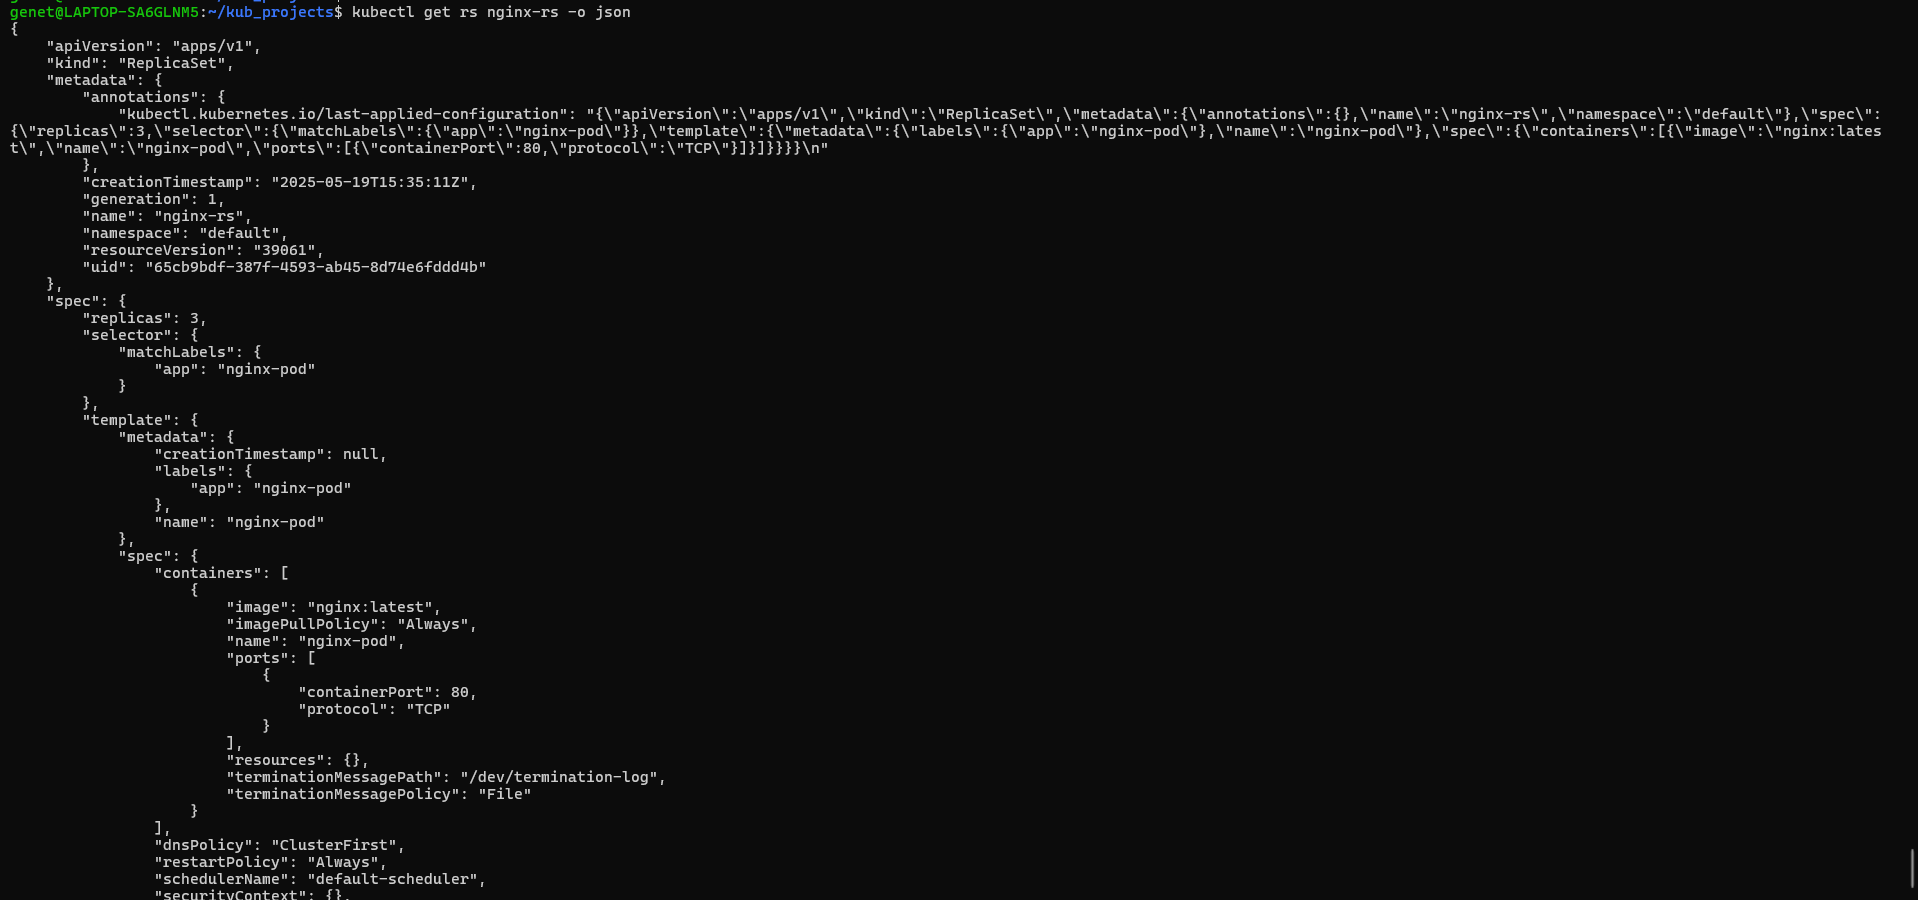 genet@LAPTOP-SA6GLNM5:~/kub_projects$ kubectl get rs nginx-rs -o json
{
    "apiVersion": "apps/v1",
    "kind": "ReplicaSet",
    "metadata": {
        "annotations": {
            "kubectl.kubernetes.io/last-applied-configuration": "{\"apiVersion\":\"apps/v1\",\"kind\":\"ReplicaSet\",\"metadata\":{\"annotations\":{},\"name\":\"nginx-rs\",\"namespace\":\"default\"},\"spec\":
{\"replicas\":3,\"selector\":{\"matchLabels\":{\"app\":\"nginx-pod\"}},\"template\":{\"metadata\":{\"labels\":{\"app\":\"nginx-pod\"},\"name\":\"nginx-pod\"},\"spec\":{\"containers\":[{\"image\":\"nginx:lates
t\",\"name\":\"nginx-pod\",\"ports\":[{\"containerPort\":80,\"protocol\":\"TCP\"}]}]}}}}\n"
        },
        "creationTimestamp": "2025-05-19T15:35:11Z",
        "generation": 1,
        "name": "nginx-rs",
        "namespace": "default",
        "resourceVersion": "39061",
        "uid": "65cb9bdf-387f-4593-ab45-8d74e6fddd4b"
    },
    "spec": {
        "replicas": 3,
        "selector": {
            "matchLabels": {
                "app": "nginx-pod"
            }
        },
        "template": {
            "metadata": {
                "creationTimestamp": null,
                "labels": {
                    "app": "nginx-pod"
                },
                "name": "nginx-pod"
            },
            "spec": {
                "containers": [
                    {
                        "image": "nginx:latest",
                        "imagePullPolicy": "Always",
                        "name": "nginx-pod",
                        "ports": [
                            {
                                "containerPort": 80,
                                "protocol": "TCP"
                            }
                        ],
                        "resources": {},
                        "terminationMessagePath": "/dev/termination-log",
                        "terminationMessagePolicy": "File"
                    }
                ],
                "dnsPolicy": "ClusterFirst",
                "restartPolicy": "Always",
                "schedulerName": "default-scheduler",
                "securityContext": {},